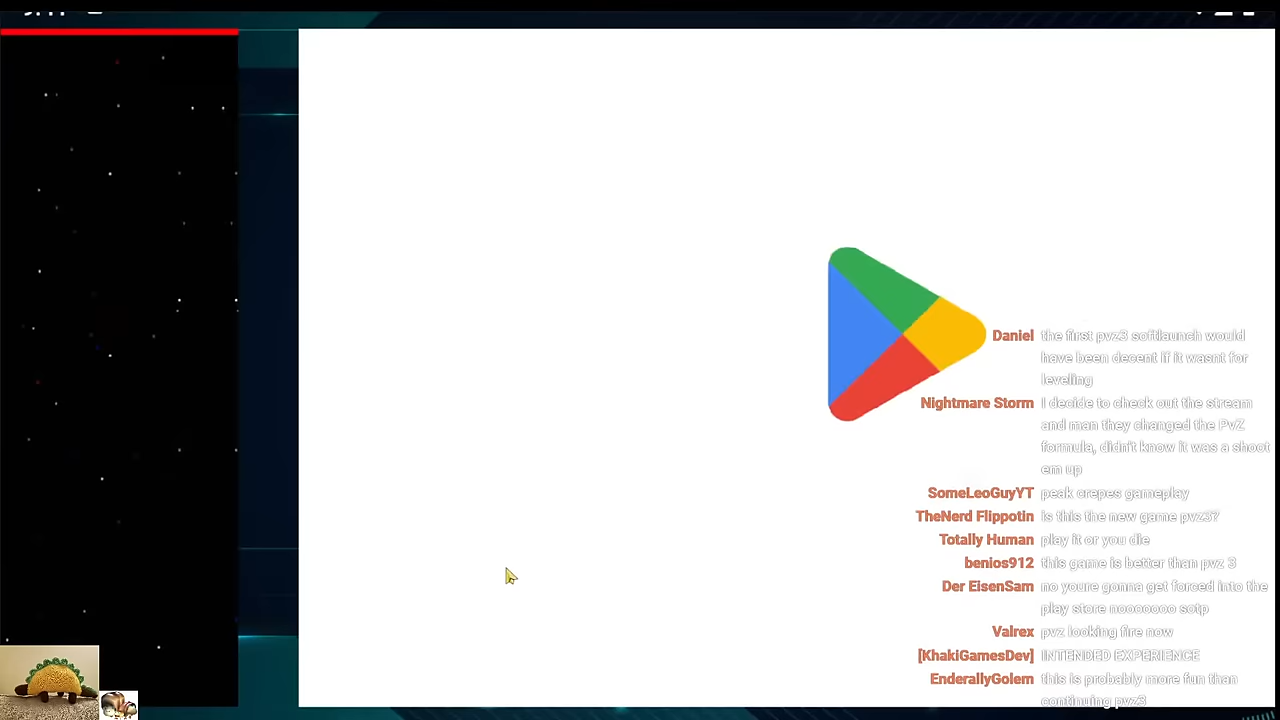 Daniel the first pvz3 softlaunch would
have been decent if it wasnt for
leveling
Nightmare Storm I decide to check out the stream
and man they changed the PvZ
formula, didn't know it was a shoot
em up
SomeLeoGuyYT peak crepes gameplay
TheNerd Flippotin is this the new game pvz3?
Totally Human play it or you die
benios912 this game is better than pvz 3
Der EisenSam no youre gonna get forced into the
play store nooooooo sotp
Valrex pvz looking fire now
[KhakiGamesDev] INTENDED EXPERIENCE
EnderallyGolem this is probably more fun than
continuing pvz3